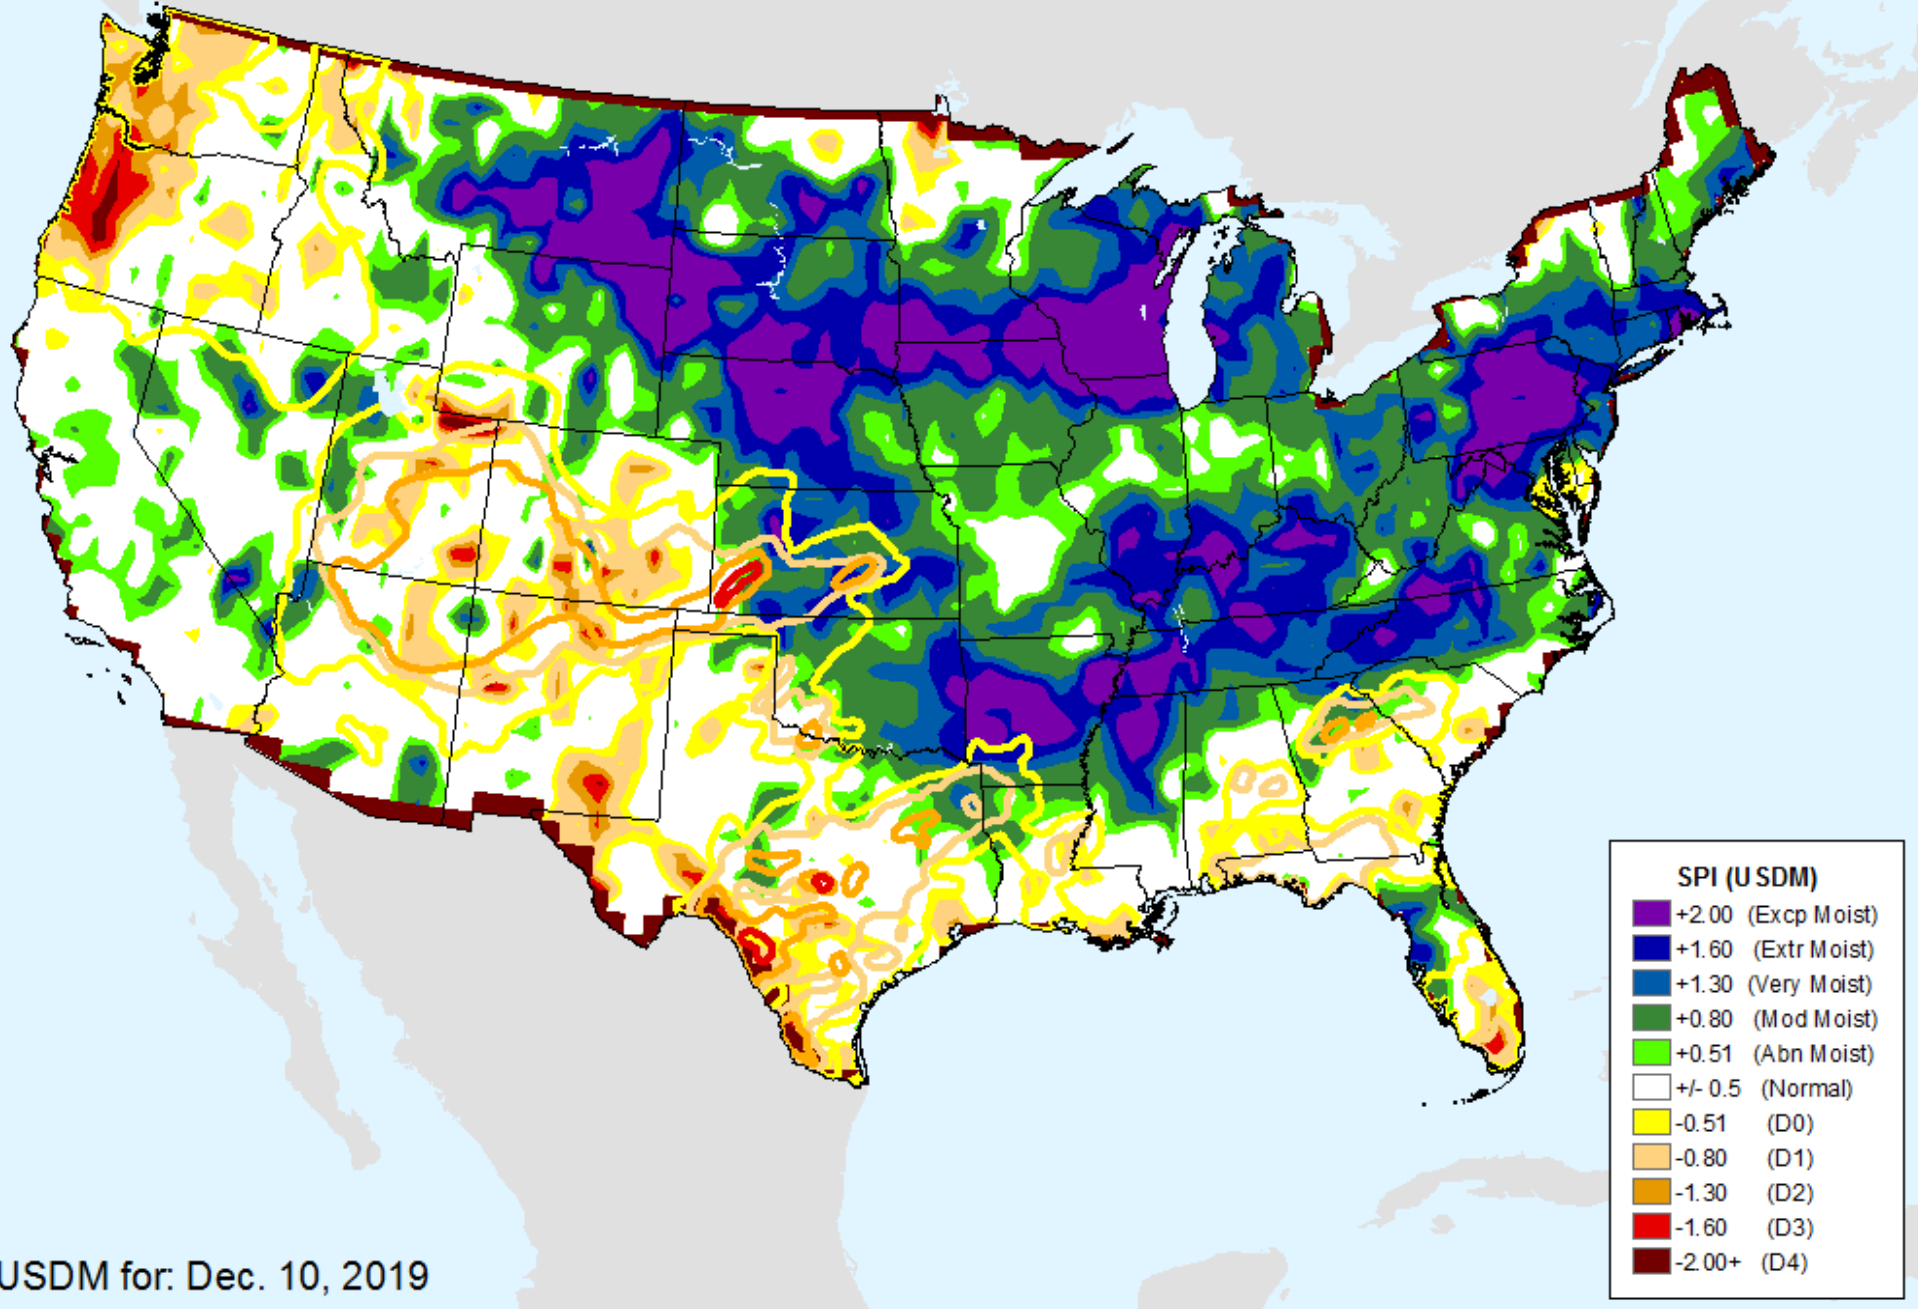 SPI (USDM)
+2.00 (Excp Moist)
+1.60 (Extr Moist)
+1.30 (Very Moist)
+0.80 (Mod Moist)
+0.51 (Abn Moist)
+/- 0.5 (Normal)
-0.51 (D0)
-0.80 (D1)
-1.30 (D2)
-1.60 (D3)
-2.00+ (D4)
USDM for: Dec. 10, 2019